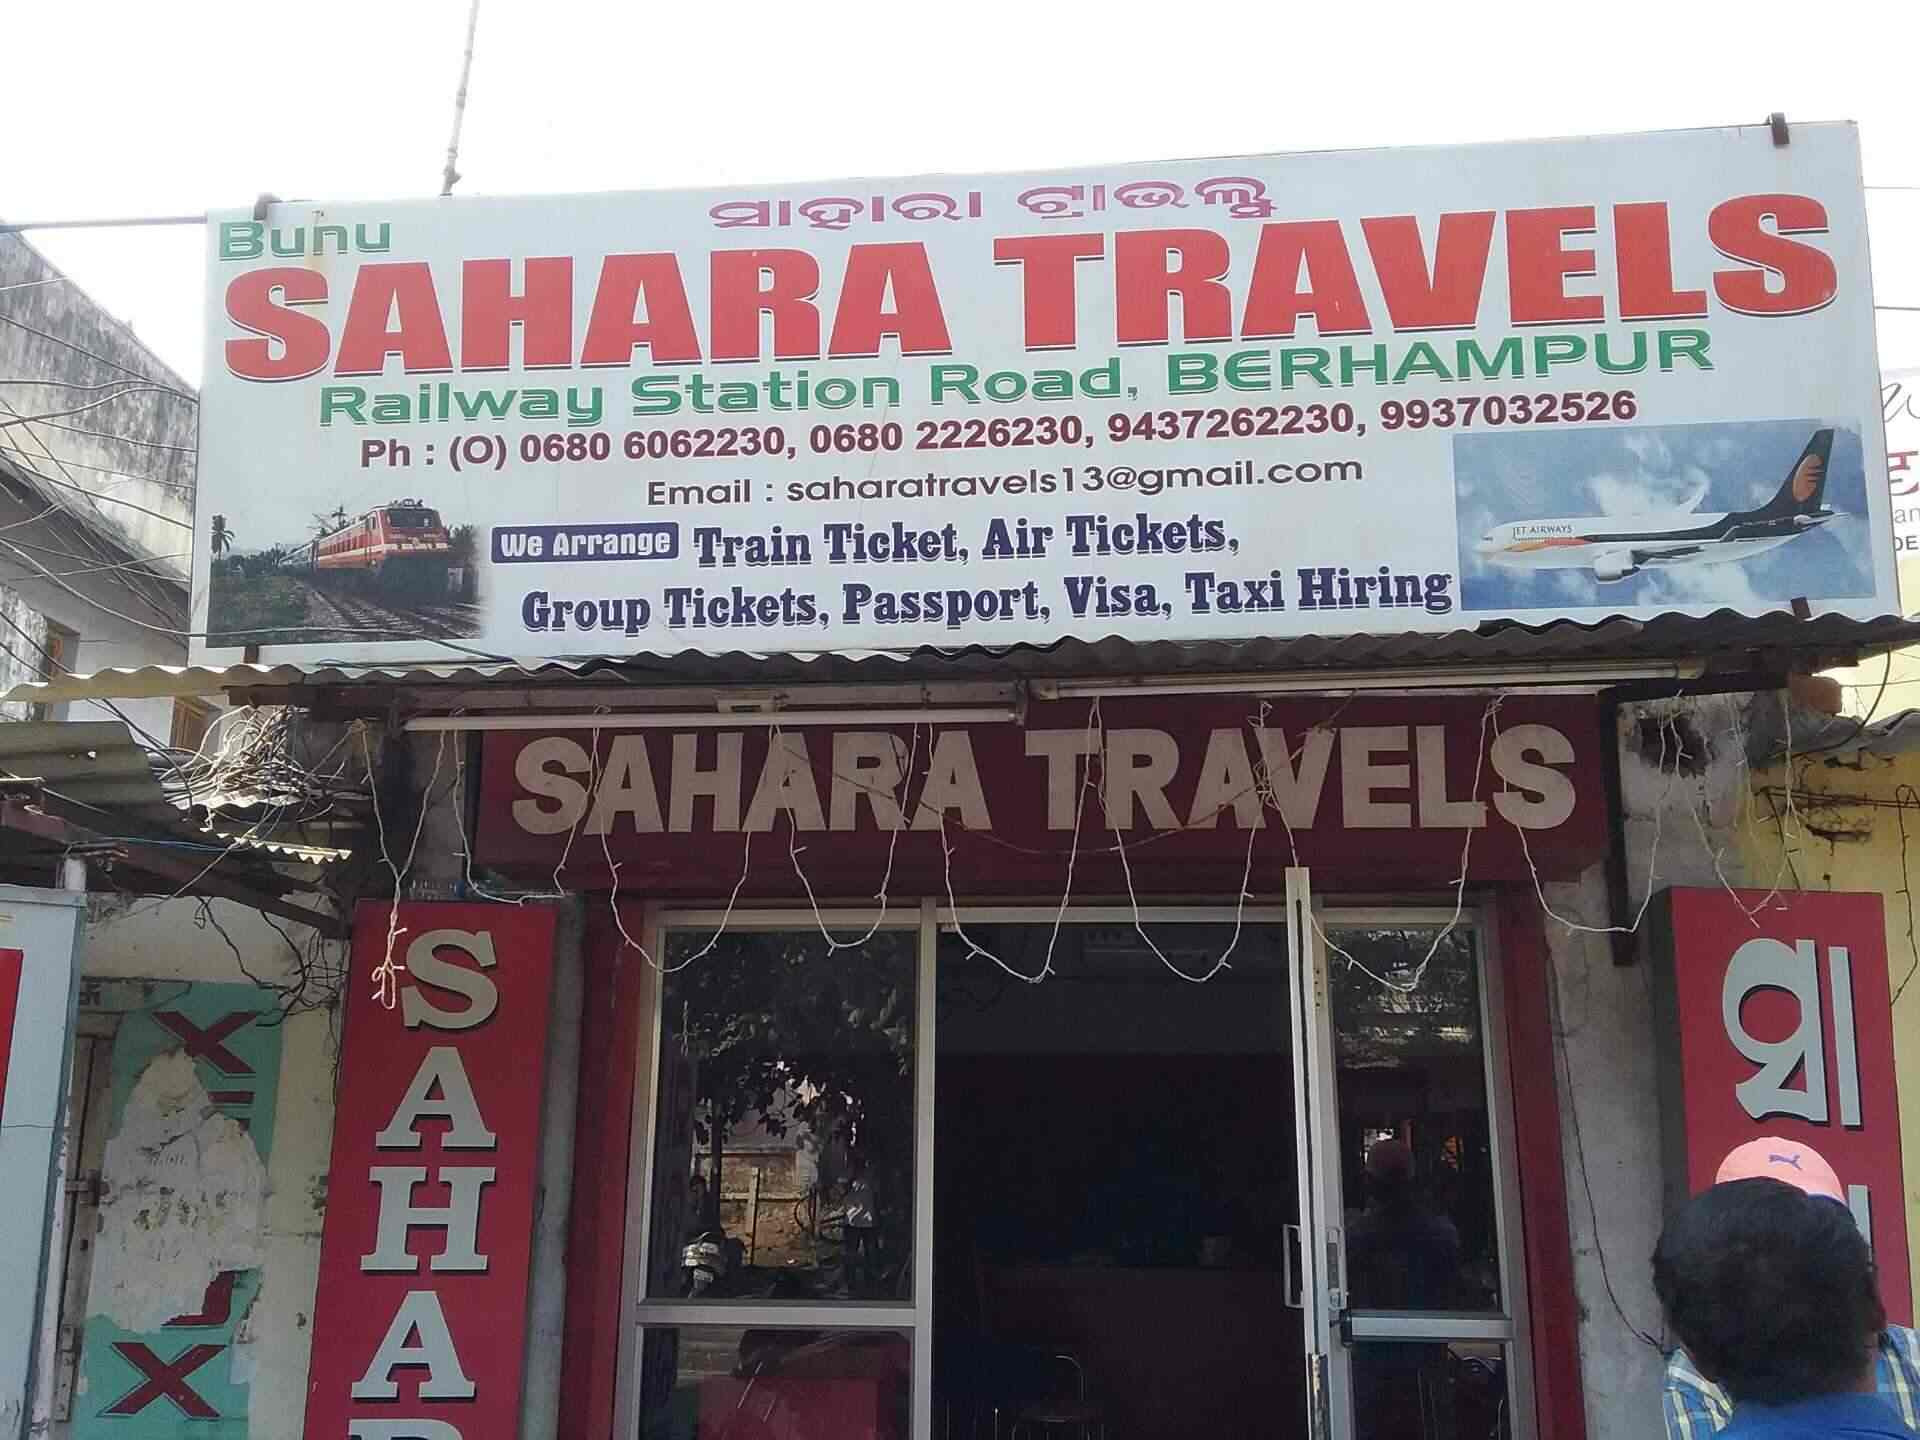 ସାହାରା ଟ୍ରାଭଲ୍ସ
Bunu
SAHARA TRAVELS
Railway Station Road, BERHAMPUR
Ph : (O) 0680 6062230, 0680 2226230, 9437262230, 9937032526
Email : saharatravels13@gmail.com
We Arrange Train Ticket, Air Tickets,
Group Tickets, Passport, Visa, Taxi Hiring
JET AIRWAYS
SAHARA TRAVELS
S
A
H
A
R
ସା